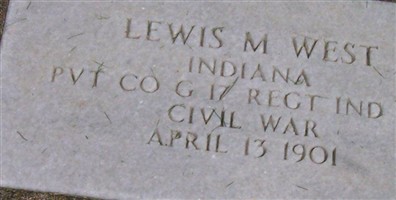 LEWIS M WEST
INDIANA
PVT CO G 17 REGT IND
CIVIL WAR
APRIL 13 1901